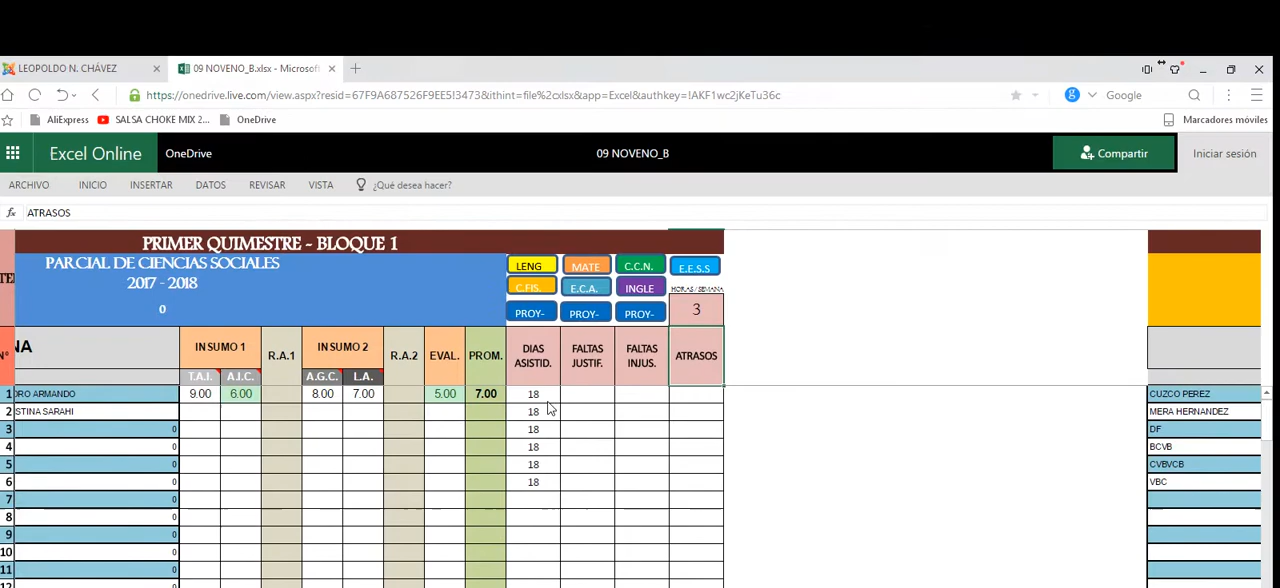 LEOPOLDO N. CHÁVEZ
09 NOVENO_B.xlsx - Microsoft
https://onedrive.live.com/view.aspx?resid=67F9A687526F9EE5!3473&ithint=file%2cxlsx&app=Excel&authkey=!AKF1wc2jKeTu36c
g Google
AliExpress SALSA CHOKE MIX 2... OneDrive Marcadores móviles
Excel Online OneDrive 09 NOVENO_B Compartir Iniciar sesión
ARCHIVO INICIO INSERTAR DATOS REVISAR VISTA ¿Qué desea hacer?
fx ATRASOS
PRIMER QUIMESTRE - BLOQUE 1
PARCIAL DE CIENCIAS SOCIALES
2017 - 2018
0
LENG MATE C.C.N. E.E.S.S
C.FIS. E.C.A. INGLE HORAS / SEMANA
PROY- PROY- PROY- 3
Nº NA INSUMO 1 R.A.1 INSUMO 2 R.A.2 EVAL. PROM. DIAS ASISTID. FALTAS JUSTIF. FALTAS INJUS. ATRASOS
T.A.I. A.I.C. A.G.C. L.A.
1 ORO ARMANDO 9.00 6.00 8.00 7.00 5.00 7.00 18 CUZCO PEREZ
2 STINA SARAHI 18 MERA HERNANDEZ
3 0 18 DF
4 0 18 BCVB
5 0 18 CVBVCB
6 0 18 VBC
7 0
8 0
9 0
10 0
11 0
12